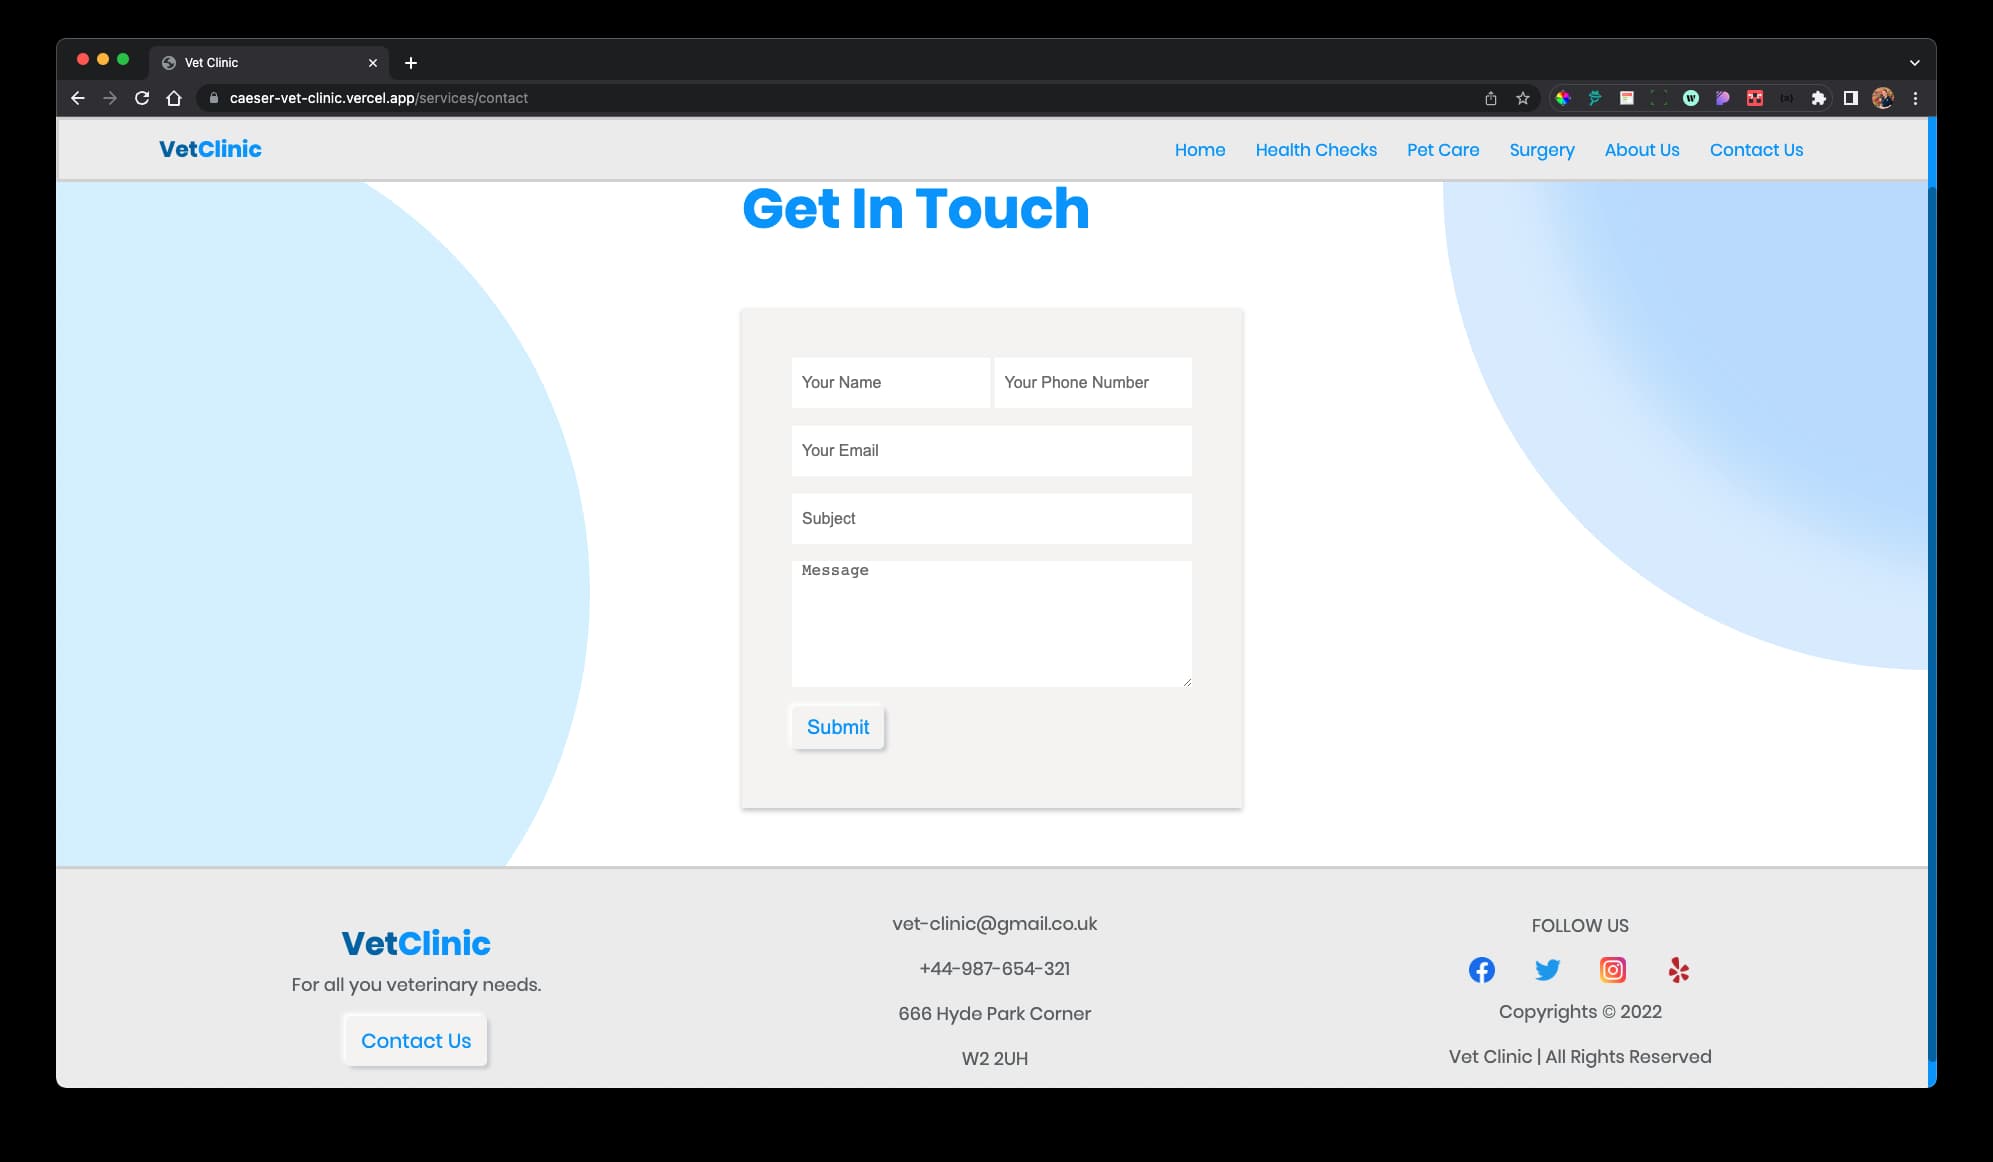 Vet Clinic
caeser-vet-clinic.vercel.app/services/contact
VetClinic
Home Health Checks Pet Care Surgery About Us Contact Us
Get In Touch
Your Name Your Phone Number
Your Email
Subject
Message
Submit
VetClinic
For all you veterinary needs.
Contact Us
vet-clinic@gmail.co.uk
+44-987-654-321
666 Hyde Park Corner
W2 2UH
FOLLOW US
Copyrights © 2022
Vet Clinic | All Rights Reserved